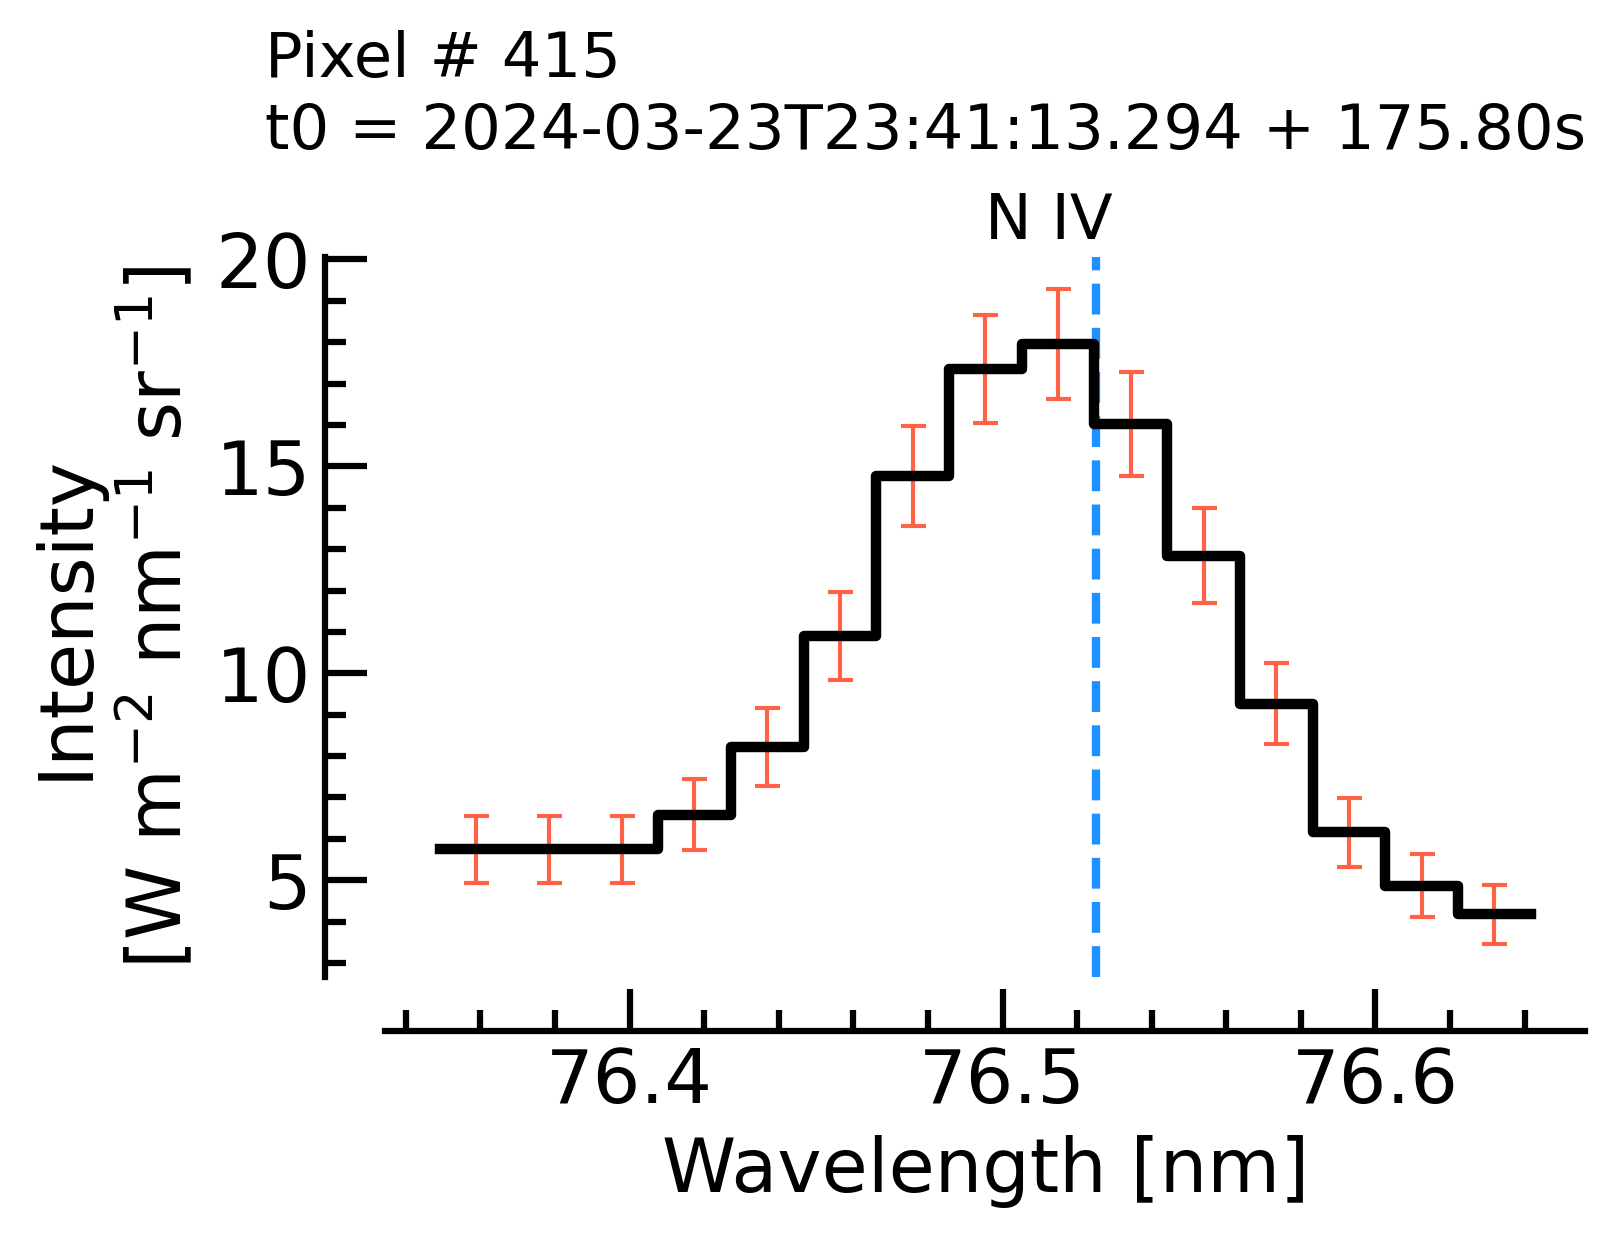 Pixel # 415
t0 = 2024-03-23T23:41:13.294 + 175.80s
N IV
Intensity
[W m⁻² nm⁻¹ sr⁻¹]
20
15
10
5
76.4 76.5 76.6
Wavelength [nm]